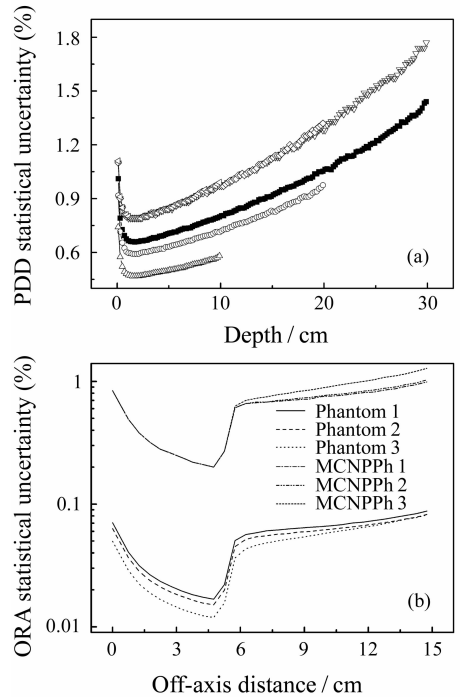 PDD statistical uncertainty (%)
1.8
1.5
1.2
0.9
0.6
(a)
0
10
20
30
Depth / cm
ORA statistical uncertainty (%)
1
0.1
0.01
Phantom 1
Phantom 2
Phantom 3
MCNPPh 1
MCNPPh 2
MCNPPh 3
(b)
0
3
6
9
12
15
Off-axis distance / cm